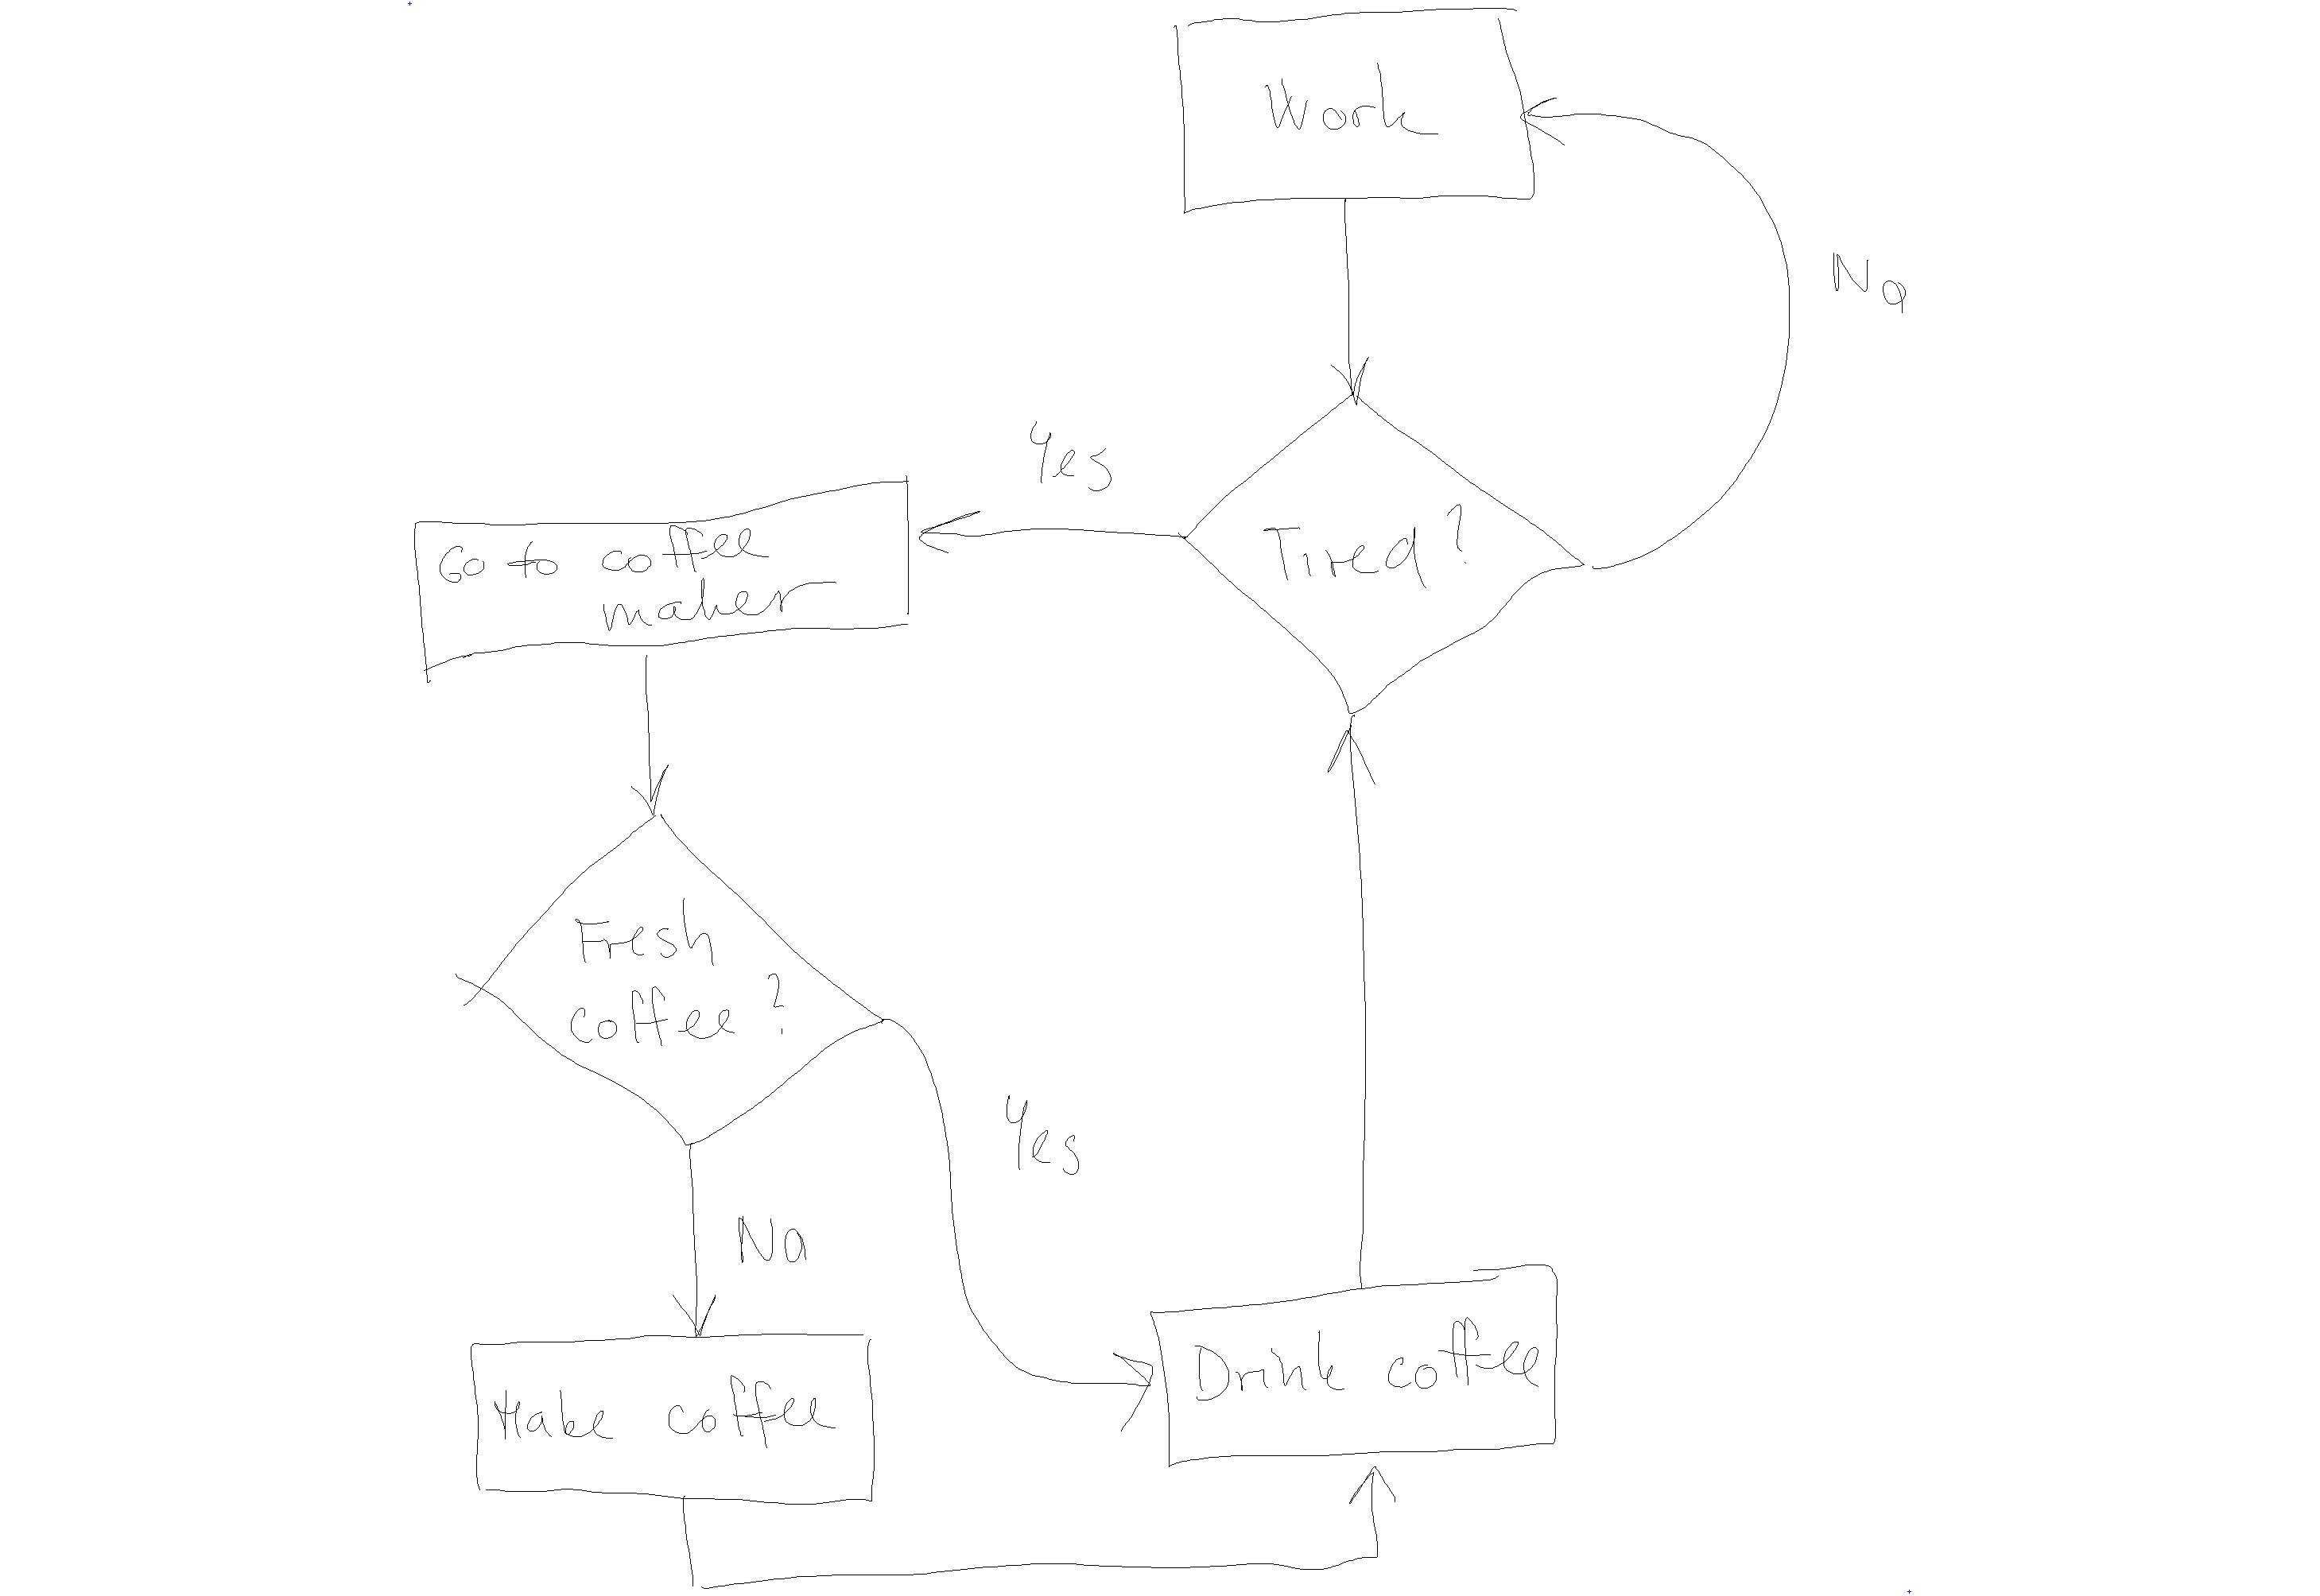 Work
No
Yes
Tired?
Go to coffee
maker
Fresh
coffee?
Yes
No
Make coffee
Drink coffee